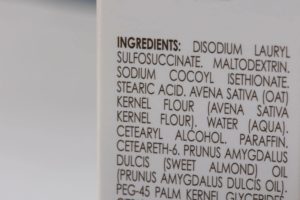 INGREDIENTS: DISODIUM LAURYL
SULFOSUCCINATE. MALTODEXTRIN.
SODIUM COCOYL ISETHIONATE.
STEARIC ACID. AVENA SATIVA (OAT)
KERNEL FLOUR (AVENA SATIVA
KERNEL FLOUR). WATER (AQUA).
CETEARYL ALCOHOL. PARAFFIN.
CETEARETH-6. PRUNUS AMYGDALUS
DULCIS (SWEET ALMOND) OIL
(PRUNUS AMYGDALUS DULCIS OIL).
PEG-45 PALM KERNEL GLYCERIDES.